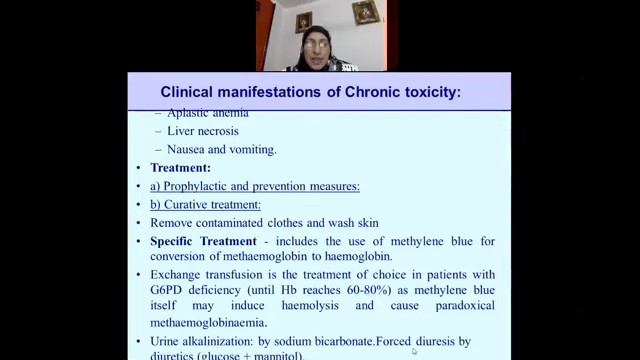 Clinical manifestations of Chronic toxicity:
– Aplastic anemia
– Liver necrosis
– Nausea and vomiting.
• Treatment:
• a) Prophylactic and prevention measures:
• b) Curative treatment:
• Remove contaminated clothes and wash skin
• Specific Treatment - includes the use of methylene blue for
conversion of methaemoglobin to haemoglobin.
• Exchange transfusion is the treatment of choice in patients with
G6PD deficiency (until Hb reaches 60-80%) as methylene blue
itself may induce haemolysis and cause paradoxical
methaemoglobinaemia.
• Urine alkalinization: by sodium bicarbonate.Forced diuresis by
diuretics (glucose + mannitol).